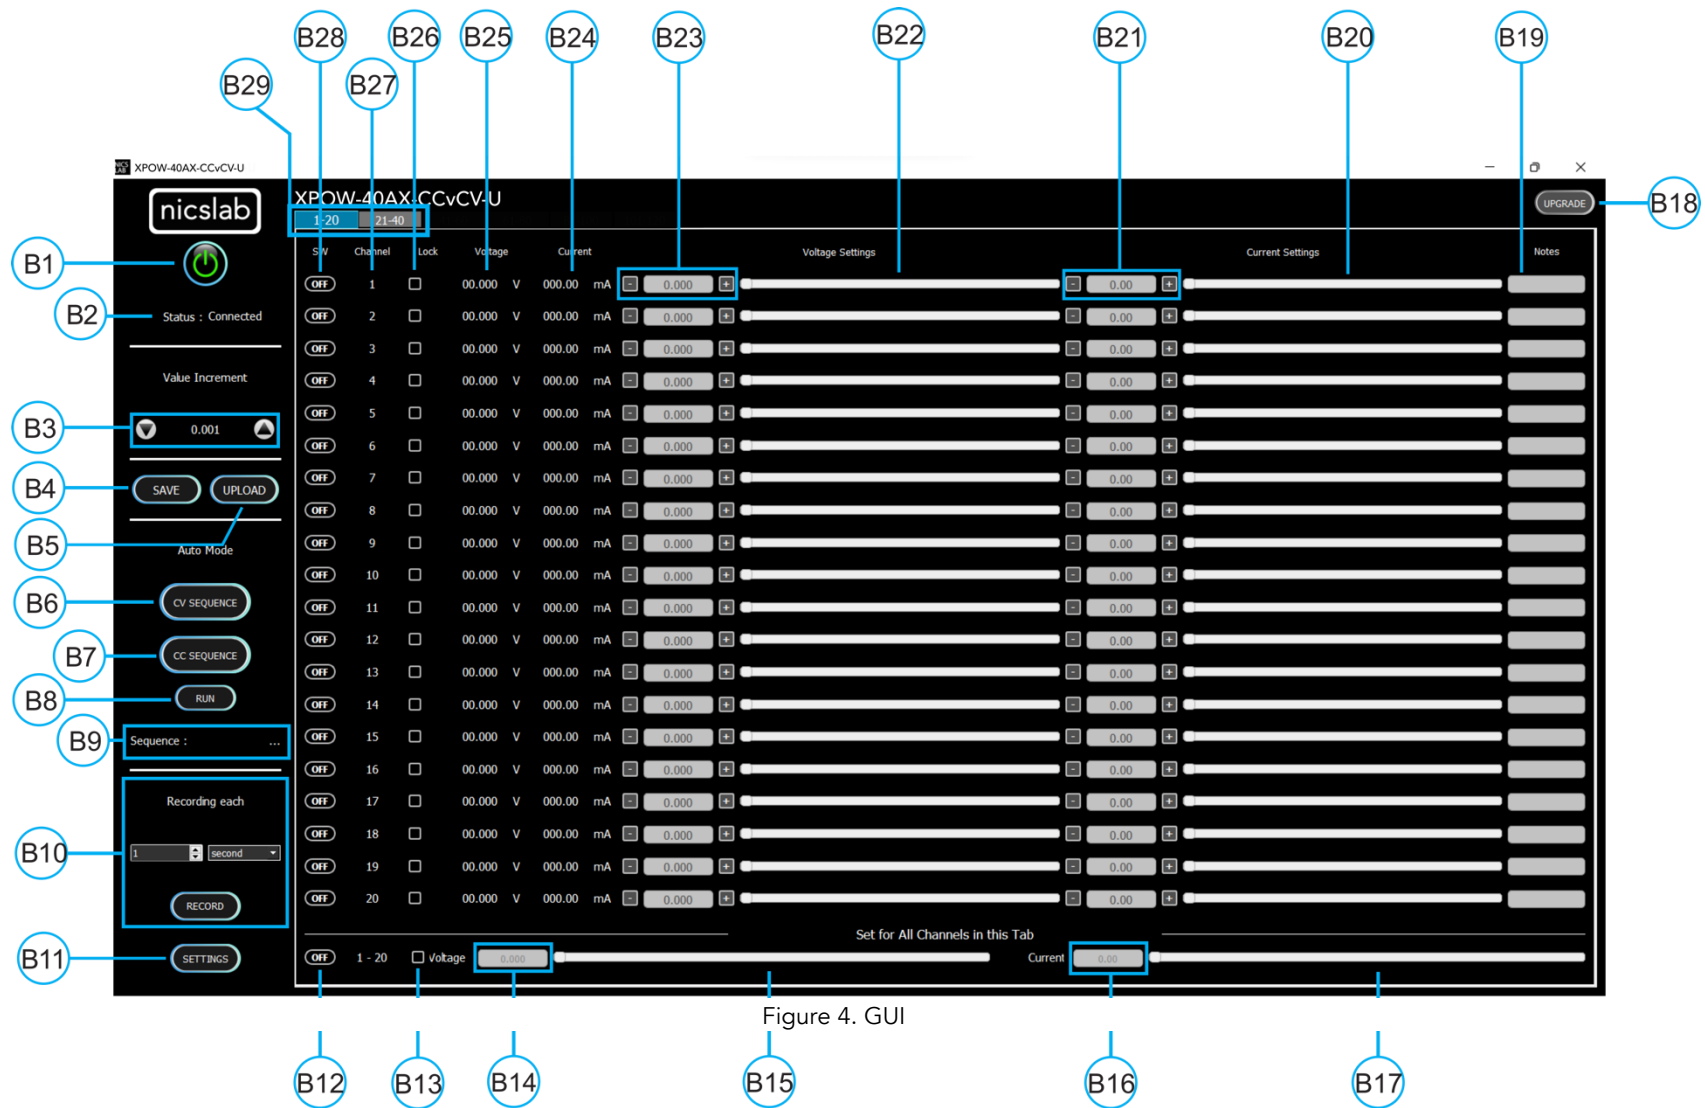 B28 B26 B25 B24 B23 B22 B21 B20 B19
B29 B27
NICS LAB XPOW-40AX-CCvCV-U
nicslab
XPOW-40AX-CCvCV-U
UPGRADE B18
1-20 21-40
SW Channel Lock Voltage Current Voltage Settings Current Settings Notes
B1
OFF 1 00.000 V 000.00 mA - 0.000 + - 0.00 +
B2 Status : Connected
OFF 2 00.000 V 000.00 mA - 0.000 + - 0.00 +
OFF 3 00.000 V 000.00 mA - 0.000 + - 0.00 +
Value Increment
OFF 4 00.000 V 000.00 mA - 0.000 + - 0.00 +
OFF 5 00.000 V 000.00 mA - 0.000 + - 0.00 +
B3 0.001
OFF 6 00.000 V 000.00 mA - 0.000 + - 0.00 +
OFF 7 00.000 V 000.00 mA - 0.000 + - 0.00 +
B4 SAVE UPLOAD
OFF 8 00.000 V 000.00 mA - 0.000 + - 0.00 +
B5 Auto Mode
OFF 9 00.000 V 000.00 mA - 0.000 + - 0.00 +
OFF 10 00.000 V 000.00 mA - 0.000 + - 0.00 +
B6 CV SEQUENCE
OFF 11 00.000 V 000.00 mA - 0.000 + - 0.00 +
OFF 12 00.000 V 000.00 mA - 0.000 + - 0.00 +
B7 CC SEQUENCE
OFF 13 00.000 V 000.00 mA - 0.000 + - 0.00 +
B8 RUN
OFF 14 00.000 V 000.00 mA - 0.000 + - 0.00 +
B9 Sequence : ...
OFF 15 00.000 V 000.00 mA - 0.000 + - 0.00 +
OFF 16 00.000 V 000.00 mA - 0.000 + - 0.00 +
Recording each
OFF 17 00.000 V 000.00 mA - 0.000 + - 0.00 +
OFF 18 00.000 V 000.00 mA - 0.000 + - 0.00 +
B10 1 second
OFF 19 00.000 V 000.00 mA - 0.000 + - 0.00 +
RECORD
OFF 20 00.000 V 000.00 mA - 0.000 + - 0.00 +
Set for All Channels in this Tab
B11 SETTINGS
OFF 1 - 20 Voltage 0.000 Current 0.00
Figure 4. GUI
B12 B13 B14 B15 B16 B17